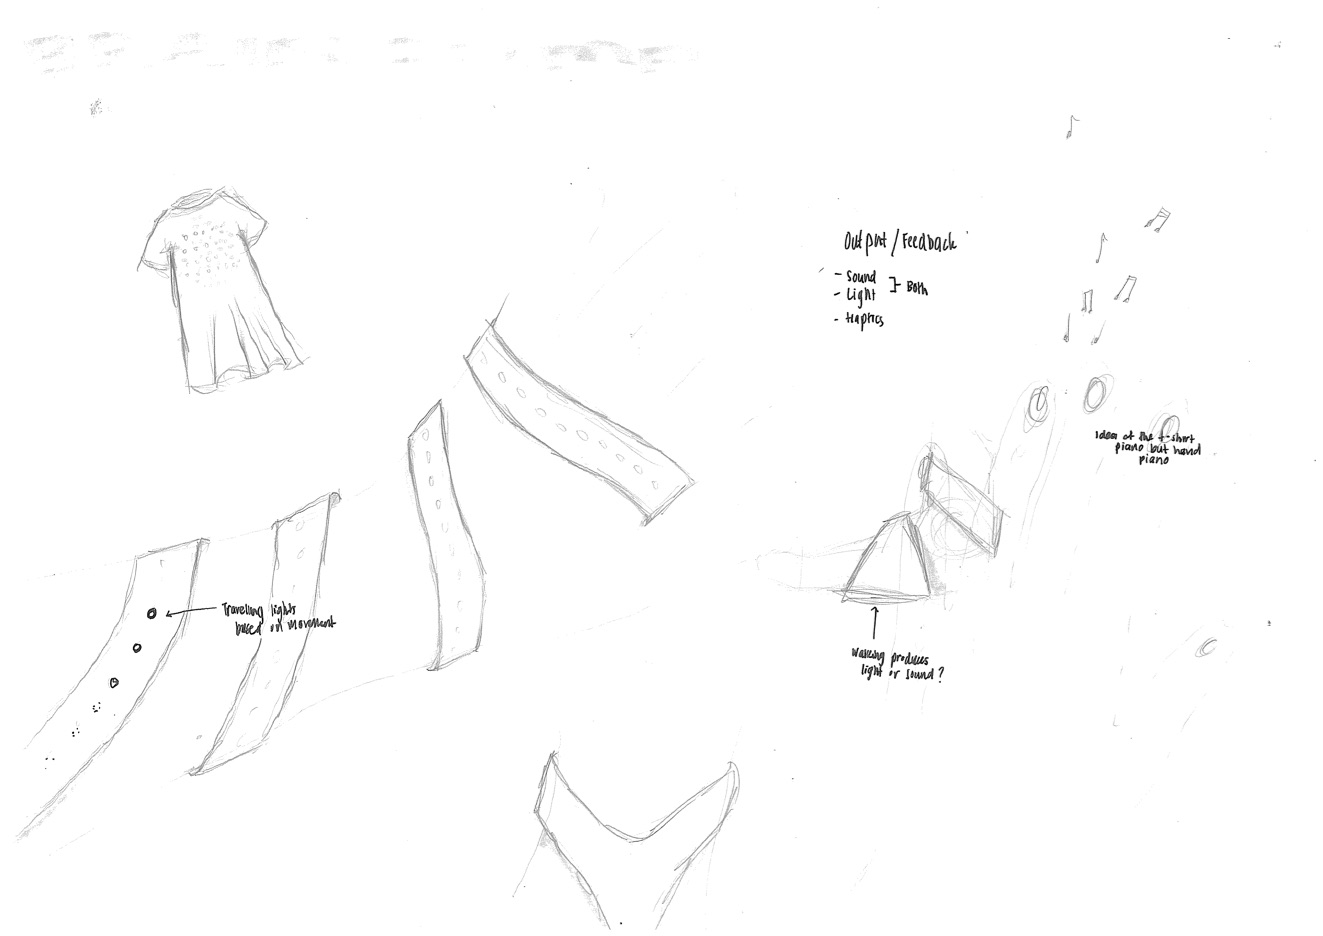 Output/Feedback
- Sound
- Light
Both
- Haptics
Idea of the t-shirt
piano but hand
piano
Travelling lights
based on movement
Walking produces
light or sound?